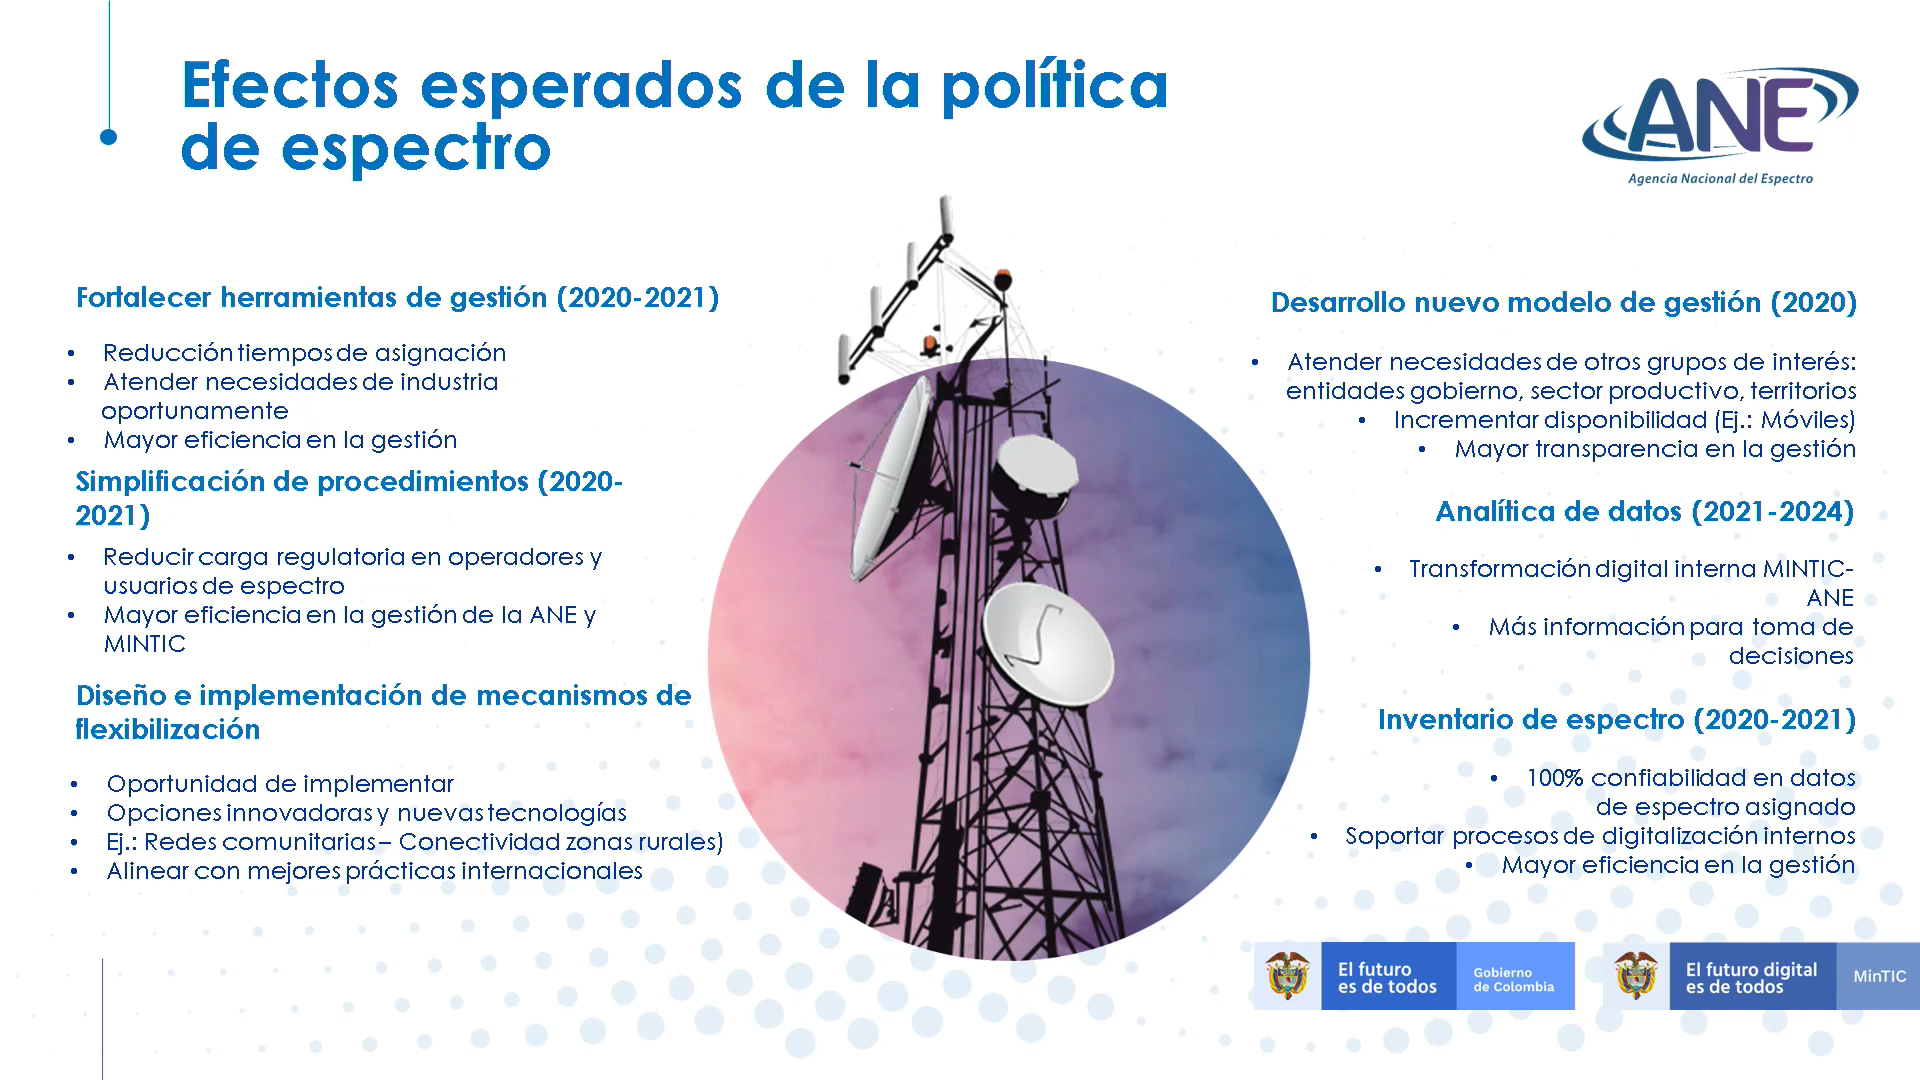 Efectos esperados de la política
de espectro
ANE
Agencia Nacional del Espectro
Fortalecer herramientas de gestión (2020-2021)
• Reducción tiempos de asignación
• Atender necesidades de industria
oportunamente
• Mayor eficiencia en la gestión
Simplificación de procedimientos (2020-
2021)
• Reducir carga regulatoria en operadores y
usuarios de espectro
• Mayor eficiencia en la gestión de la ANE y
MINTIC
Diseño e implementación de mecanismos de
flexibilización
• Oportunidad de implementar
• Opciones innovadoras y nuevas tecnologías
• Ej.: Redes comunitarias – Conectividad zonas rurales)
• Alinear con mejores prácticas internacionales
Desarrollo nuevo modelo de gestión (2020)
• Atender necesidades de otros grupos de interés:
entidades gobierno, sector productivo, territorios
• Incrementar disponibilidad (Ej.: Móviles)
• Mayor transparencia en la gestión
Analítica de datos (2021-2024)
• Transformación digital interna MINTIC-
ANE
• Más información para toma de
decisiones
Inventario de espectro (2020-2021)
• 100% confiabilidad en datos
de espectro asignado
• Soportar procesos de digitalización internos
• Mayor eficiencia en la gestión
El futuro
es de todos
Gobierno
de Colombia
El futuro digital
es de todos
MinTIC